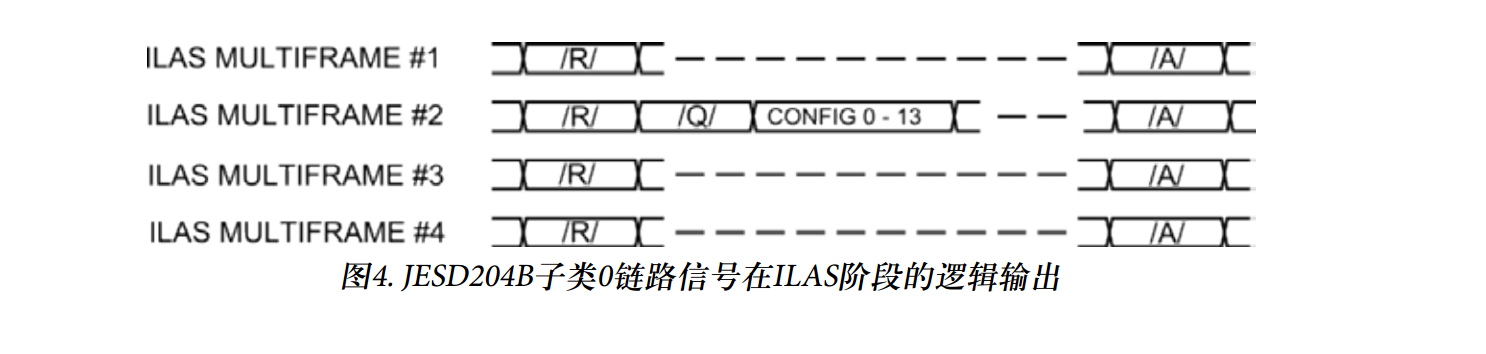 ILAS MULTIFRAME #1 /R/ /A/
ILAS MULTIFRAME #2 /R/ /Q/ CONFIG 0 - 13 /A/
ILAS MULTIFRAME #3 /R/ /A/
ILAS MULTIFRAME #4 /R/ /A/
图4. JESD204B子类0链路信号在ILAS阶段的逻辑输出